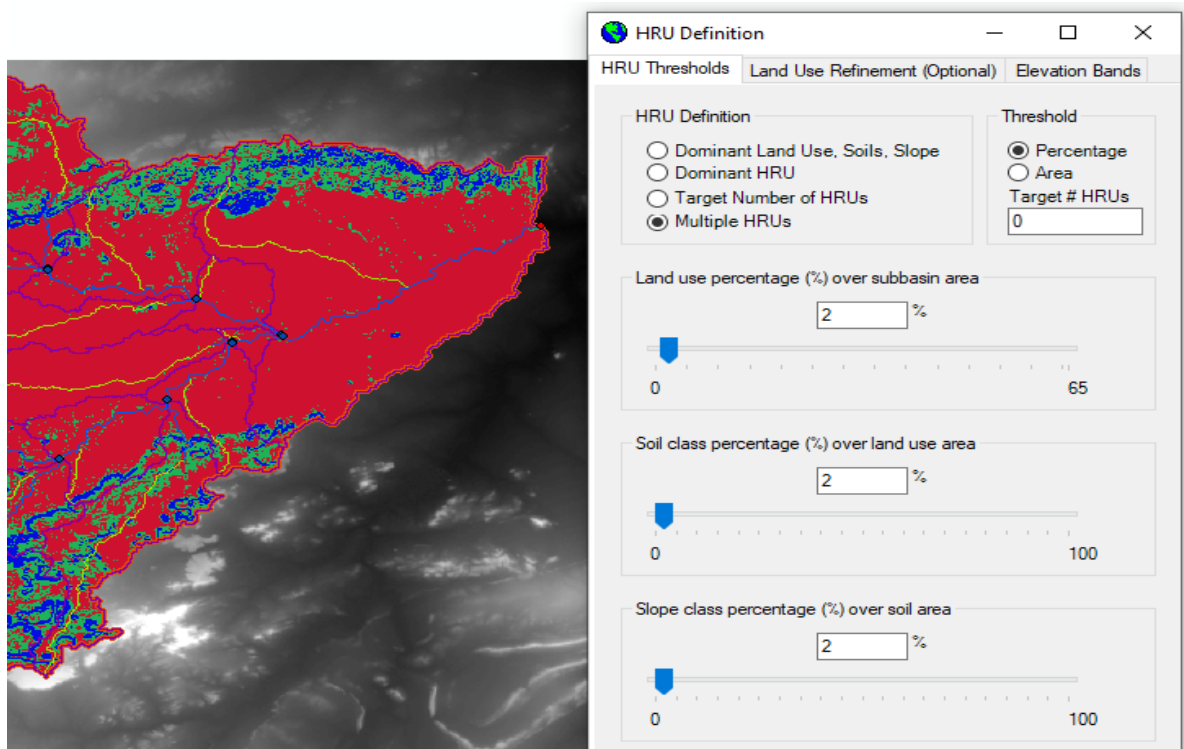 HRU Definition
HRU Thresholds Land Use Refinement (Optional) Elevation Bands
HRU Definition
Dominant Land Use, Soils, Slope
Dominant HRU
Target Number of HRUs
Multiple HRUs
Threshold
Percentage
Area
Target # HRUs
0
Land use percentage (%) over subbasin area
2 %
0 65
Soil class percentage (%) over land use area
2 %
0 100
Slope class percentage (%) over soil area
2 %
0 100